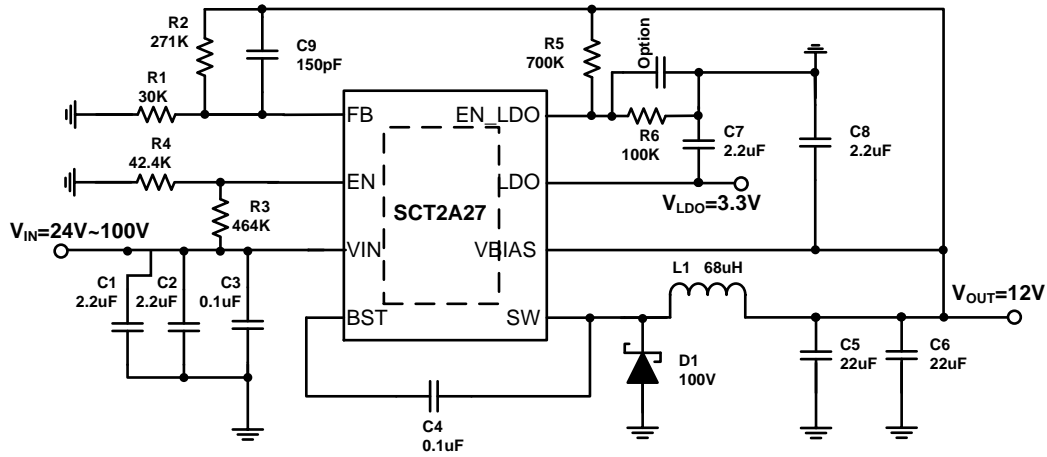 R2
271K
C9
150pF
R5
700K
Option
R1
30K
FB
EN_LDO
R6
100K
C7
2.2uF
C8
2.2uF
R4
42.4K
EN
LDO
SCT2A27
V_LDO=3.3V
R3
464K
V_IN=24V~100V
VIN
VBIAS
C1
2.2uF
C2
2.2uF
C3
0.1uF
L1 68uH
V_OUT=12V
BST
SW
D1
100V
C5
22uF
C6
22uF
C4
0.1uF